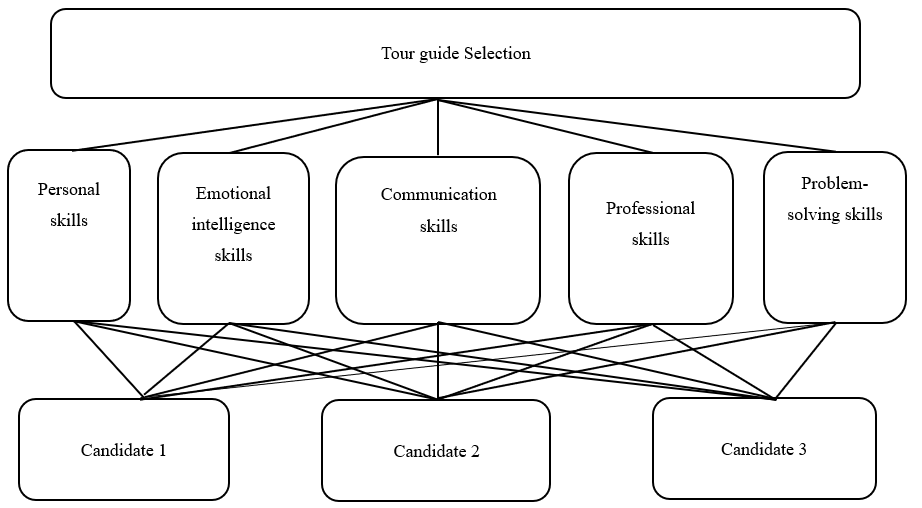 Tour guide Selection
Personal
skills
Emotional
intelligence
skills
Communication
skills
Professional
skills
Problem-
solving skills
Candidate 1
Candidate 2
Candidate 3